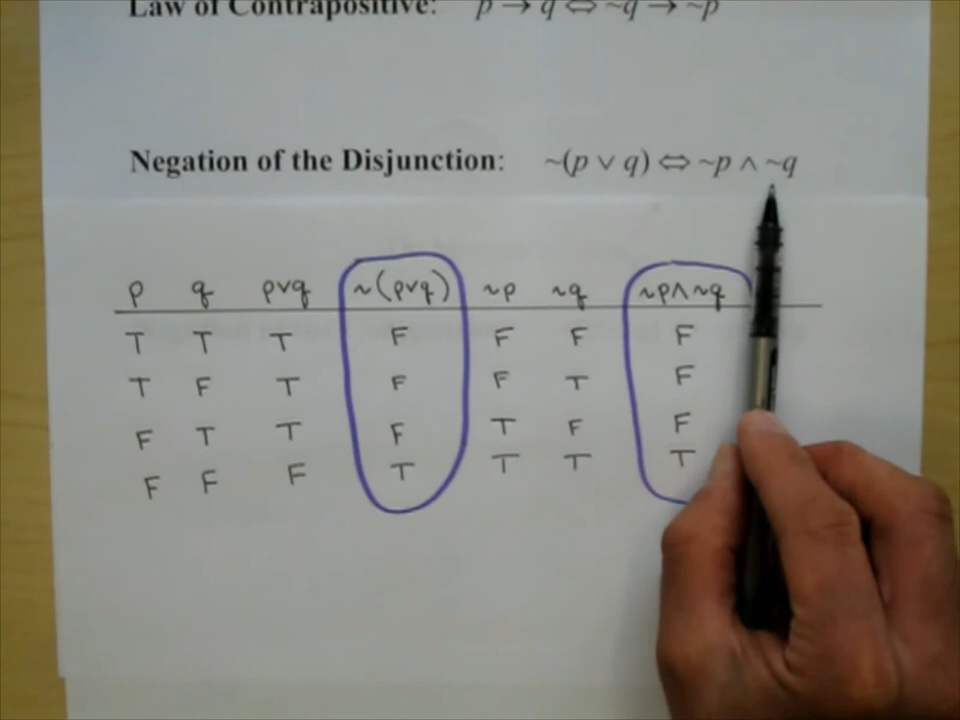 Law of Contrapositive: p → q ⇔ ~q → ~p
Negation of the Disjunction: ~(p ∨ q) ⇔ ~p ∧ ~q
p q p∨q ~(p∨q) ~p ~q ~p∧~q
T T T F F F F
T F T F F T F
F T T F T F F
F F F T T T T